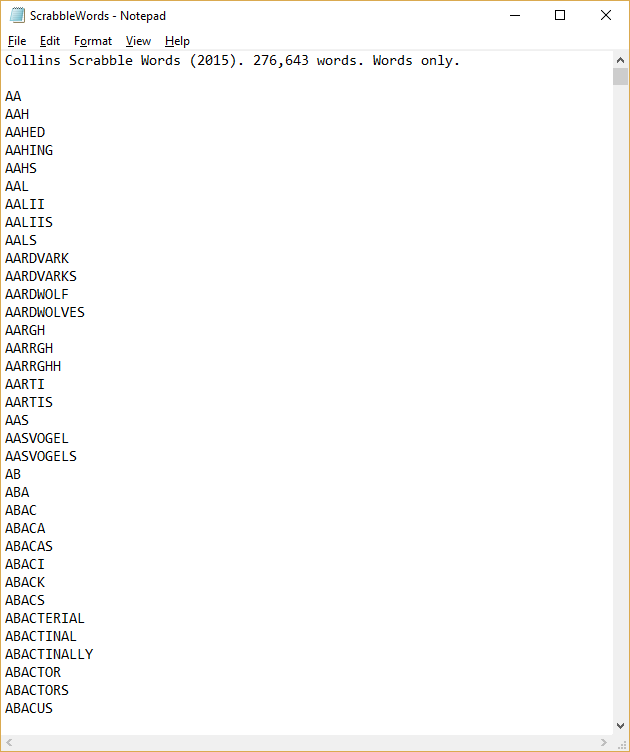 ScrabbleWords - Notepad
File Edit Format View Help
Collins Scrabble Words (2015). 276,643 words. Words only.
AA
AAH
AAHED
AAHING
AAHS
AAL
AALII
AALIIS
AALS
AARDVARK
AARDVARKS
AARDWOLF
AARDWOLVES
AARGH
AARRGH
AARRGHH
AARTI
AARTIS
AAS
AASVOGEL
AASVOGELS
AB
ABA
ABAC
ABACA
ABACAS
ABACI
ABACK
ABACS
ABACTERIAL
ABACTINAL
ABACTINALLY
ABACTOR
ABACTORS
ABACUS